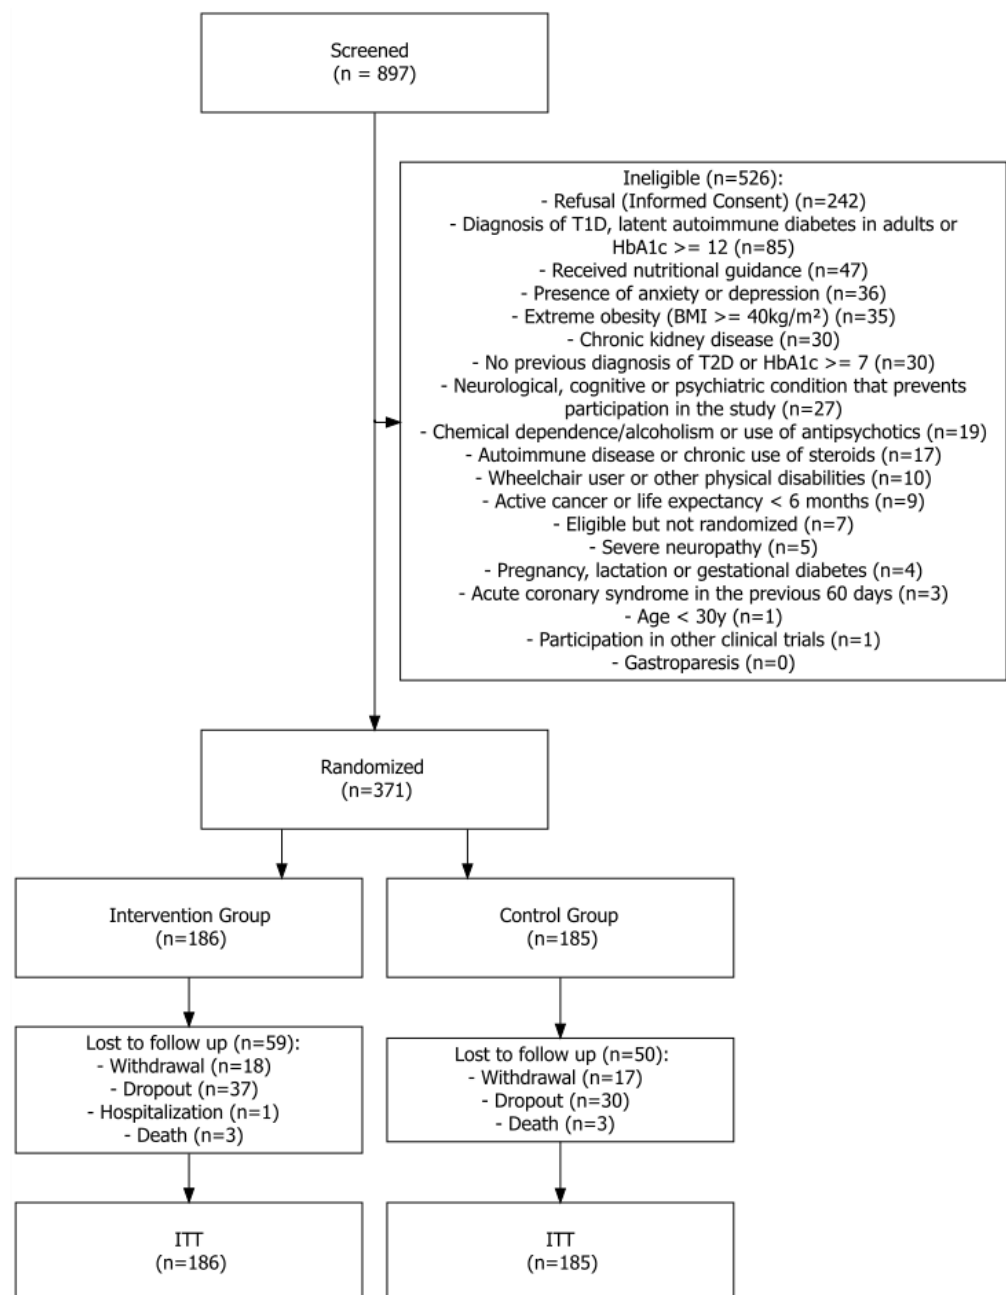 Screened
(n = 897)
Ineligible (n=526):
- Refusal (Informed Consent) (n=242)
- Diagnosis of T1D, latent autoimmune diabetes in adults or
HbA1c >= 12 (n=85)
- Received nutritional guidance (n=47)
- Presence of anxiety or depression (n=36)
- Extreme obesity (BMI >= 40kg/m²) (n=35)
- Chronic kidney disease (n=30)
- No previous diagnosis of T2D or HbA1c >= 7 (n=30)
- Neurological, cognitive or psychiatric condition that prevents
participation in the study (n=27)
- Chemical dependence/alcoholism or use of antipsychotics (n=19)
- Autoimmune disease or chronic use of steroids (n=17)
- Wheelchair user or other physical disabilities (n=10)
- Active cancer or life expectancy < 6 months (n=9)
- Eligible but not randomized (n=7)
- Severe neuropathy (n=5)
- Pregnancy, lactation or gestational diabetes (n=4)
- Acute coronary syndrome in the previous 60 days (n=3)
- Age < 30y (n=1)
- Participation in other clinical trials (n=1)
- Gastroparesis (n=0)
Randomized
(n=371)
Intervention Group
(n=186)
Control Group
(n=185)
Lost to follow up (n=59):
- Withdrawal (n=18)
- Dropout (n=37)
- Hospitalization (n=1)
- Death (n=3)
Lost to follow up (n=50):
- Withdrawal (n=17)
- Dropout (n=30)
- Death (n=3)
ITT
(n=186)
ITT
(n=185)